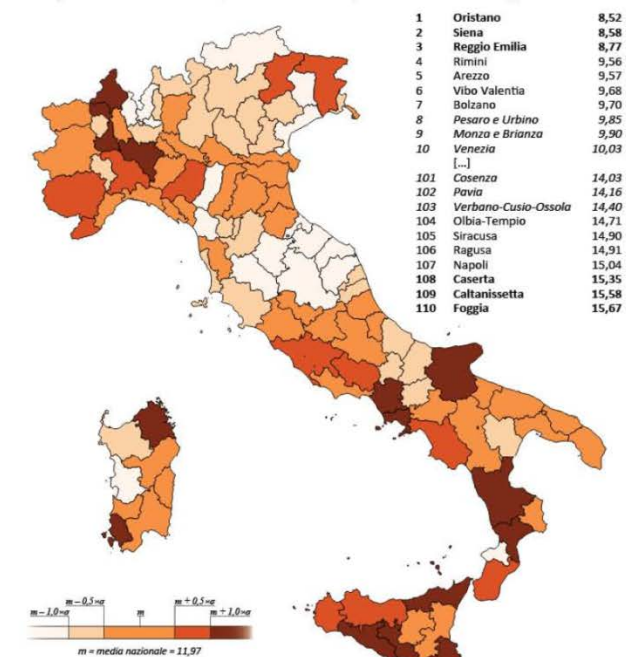 1 Oristano 8,52
2 Siena 8,58
3 Reggio Emilia 8,77
4 Rimini 9,56
5 Arezzo 9,57
6 Vibo Valentia 9,68
7 Bolzano 9,70
8 Pesaro e Urbino 9,85
9 Monza e Brianza 9,90
10 Venezia 10,03
[...]
101 Cosenza 14,03
102 Pavia 14,16
103 Verbano-Cusio-Ossola 14,40
104 Olbia-Tempio 14,71
105 Siracusa 14,90
106 Ragusa 14,91
107 Napoli 15,04
108 Caserta 15,35
109 Caltanissetta 15,58
110 Foggia 15,67
m – 0,5×σ m + 0,5×σ
m – 1,0×σ m m + 1,0×σ
m = media nazionale = 11,97